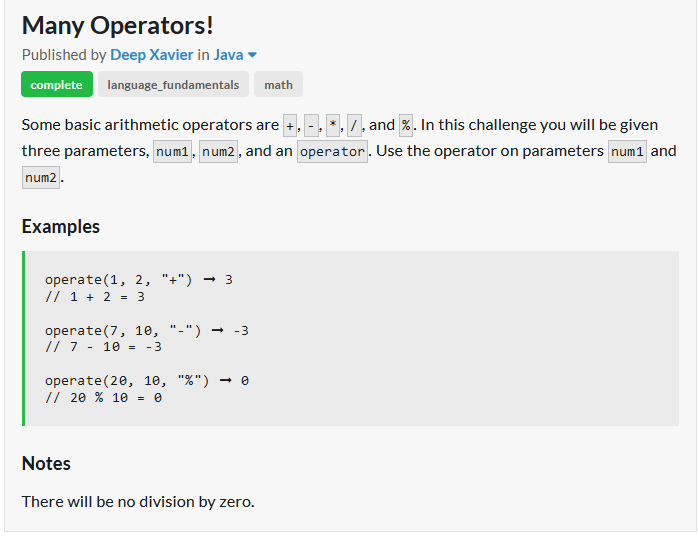 Many Operators!
Published by Deep Xavier in Java
complete language_fundamentals math
Some basic arithmetic operators are +, -, *, /, and %. In this challenge you will be given
three parameters, num1, num2, and an operator. Use the operator on parameters num1 and
num2.
Examples
operate(1, 2, "+") ➞ 3
// 1 + 2 = 3
operate(7, 10, "-") ➞ -3
// 7 - 10 = -3
operate(20, 10, "%") ➞ 0
// 20 % 10 = 0
Notes
There will be no division by zero.